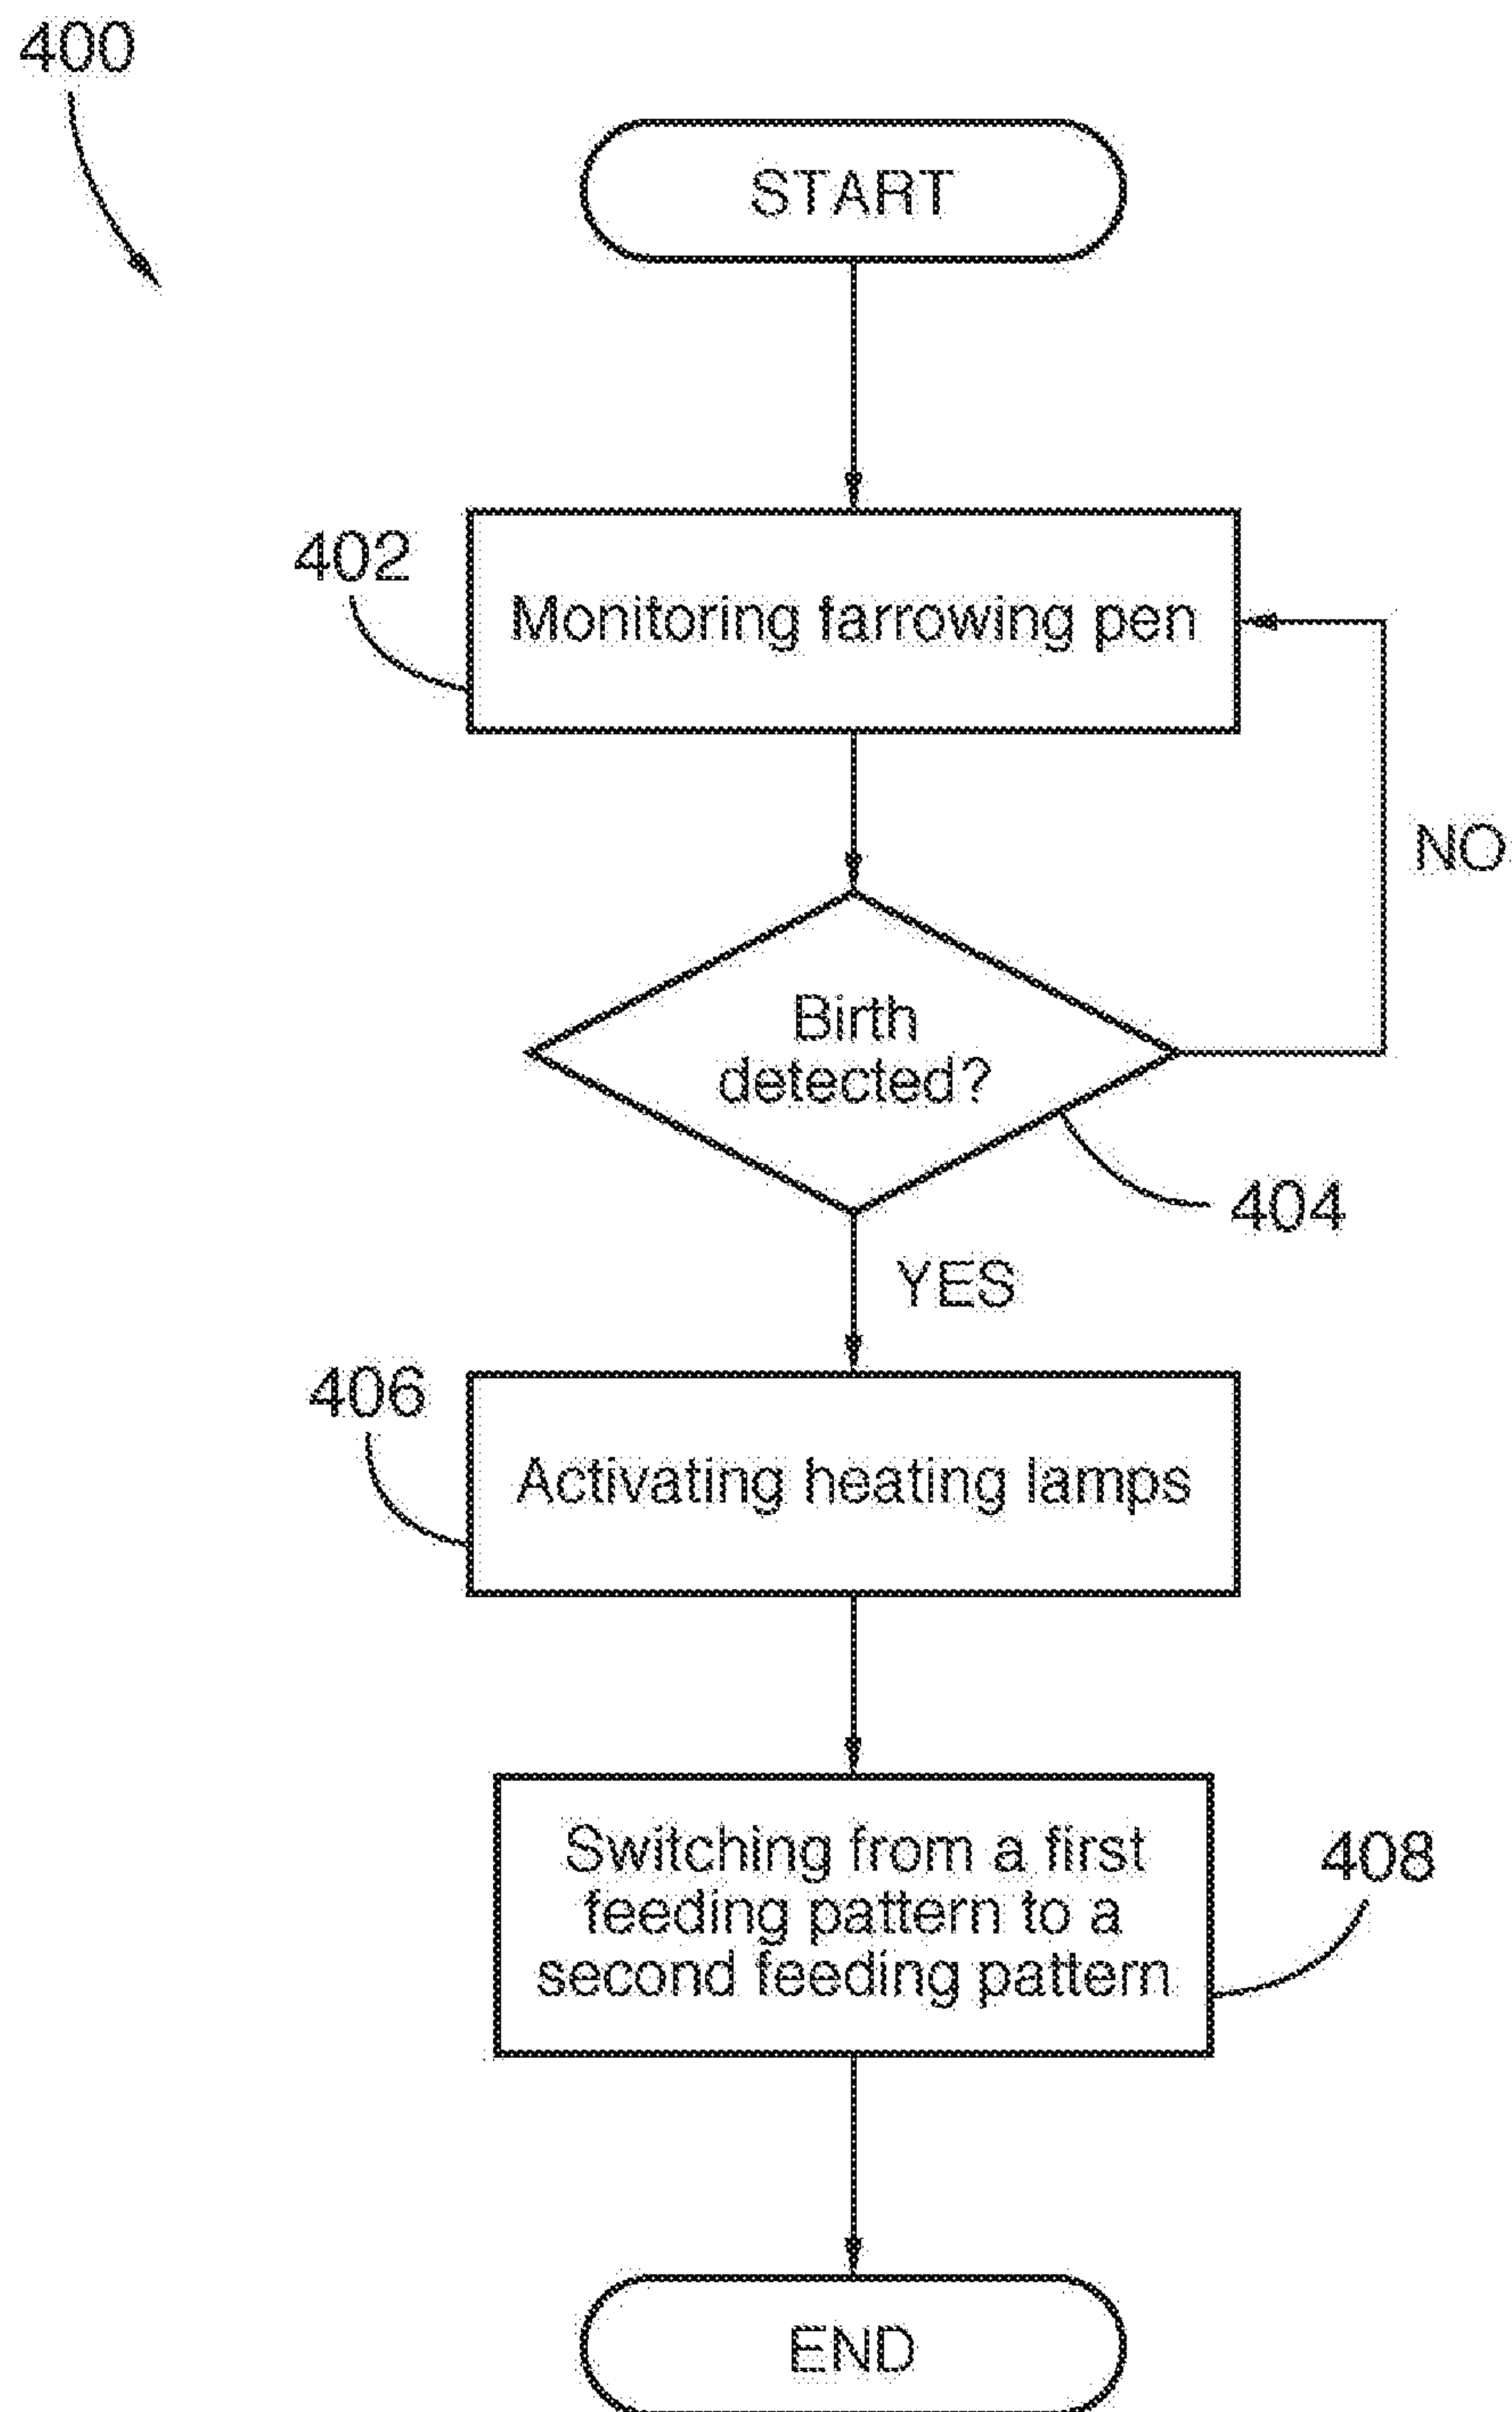 400
START
402
Monitoring farrowing pen
NO
Birth
detected?
404
YES
406
Activating heating lamps
Switching from a first
feeding pattern to a
second feeding pattern
408
END